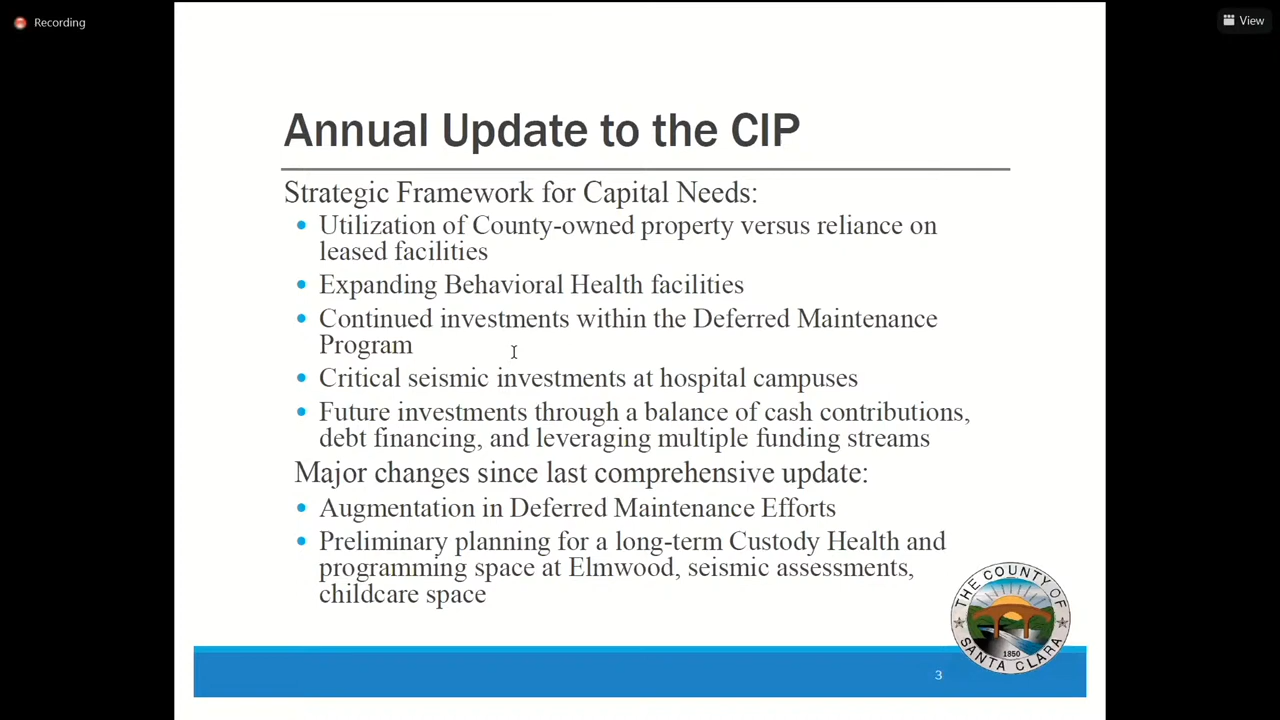 Recording
View
Annual Update to the CIP
Strategic Framework for Capital Needs:
• Utilization of County-owned property versus reliance on
leased facilities
• Expanding Behavioral Health facilities
• Continued investments within the Deferred Maintenance
Program
• Critical seismic investments at hospital campuses
• Future investments through a balance of cash contributions,
debt financing, and leveraging multiple funding streams
Major changes since last comprehensive update:
• Augmentation in Deferred Maintenance Efforts
• Preliminary planning for a long-term Custody Health and
programming space at Elmwood, seismic assessments,
childcare space
THE COUNTY OF
1850
SANTA CLARA
3